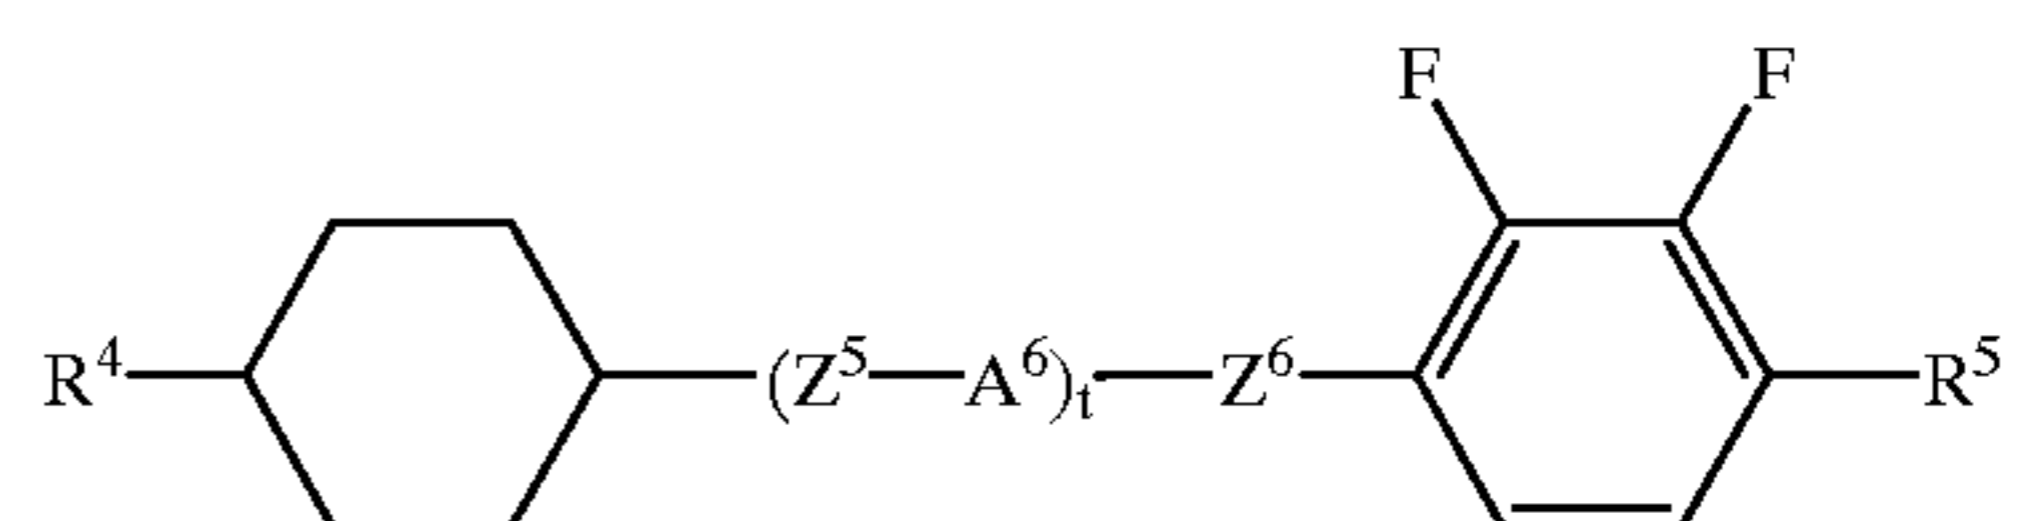 F F
R⁴ (Z⁵ A⁶)ₜ Z⁶ R⁵